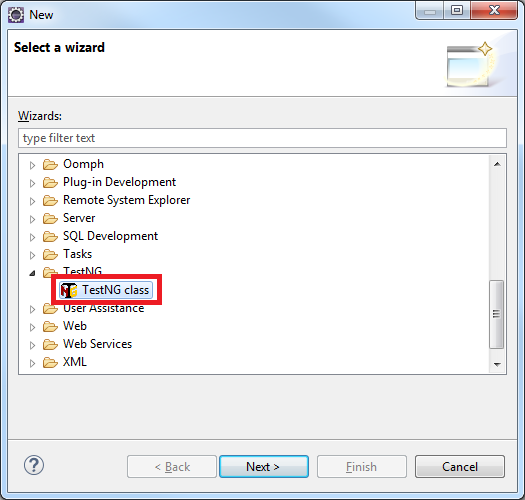 New
Select a wizard
Wizards:
type filter text
Oomph
Plug-in Development
Remote System Explorer
Server
SQL Development
Tasks
TestNG
TestNG class
User Assistance
Web
Web Services
XML
? < Back Next > Finish Cancel